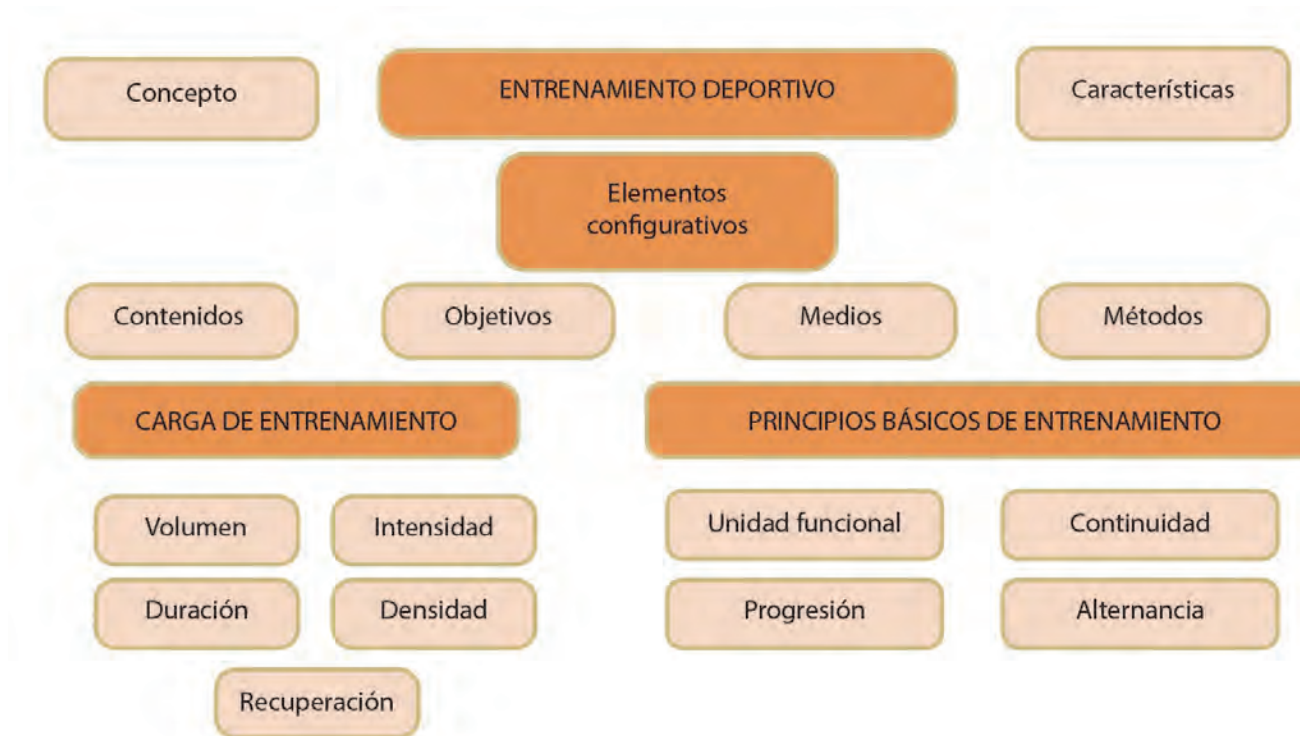 Concepto
ENTRENAMIENTO DEPORTIVO
Características
Elementos
configurativos
Contenidos
Objetivos
Medios
Métodos
CARGA DE ENTRENAMIENTO
PRINCIPIOS BÁSICOS DE ENTRENAMIENTO
Volumen
Intensidad
Unidad funcional
Continuidad
Duración
Densidad
Progresión
Alternancia
Recuperación